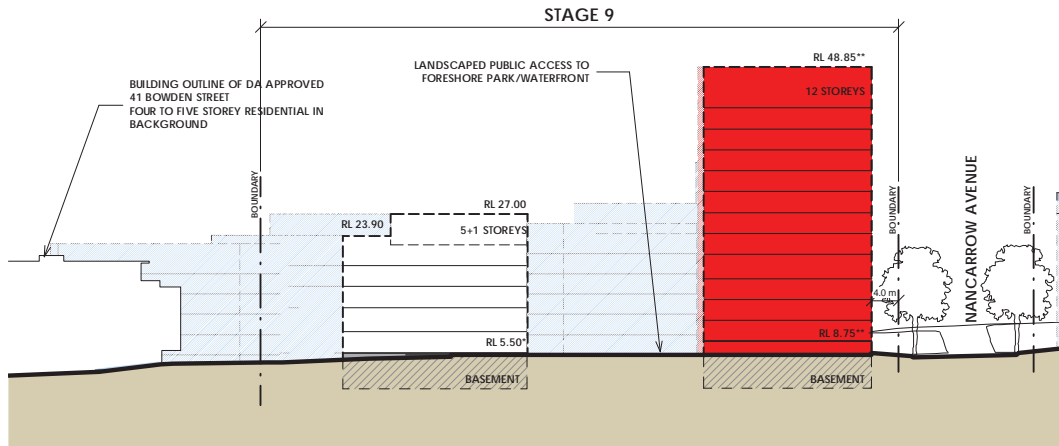 STAGE 9
BUILDING OUTLINE OF DA APPROVED
41 BOWDEN STREET
FOUR TO FIVE STOREY RESIDENTIAL IN
BACKGROUND
LANDSCAPED PUBLIC ACCESS TO
FORESHORE PARK/WATERFRONT
RL 48.85**
12 STOREYS
BOUNDARY
RL 23.90
RL 27.00
5+1 STOREYS
BOUNDARY
NANCARROW AVENUE
BOUNDARY
4.0 m
RL 5.50*
RL 8.75**
BASEMENT
BASEMENT